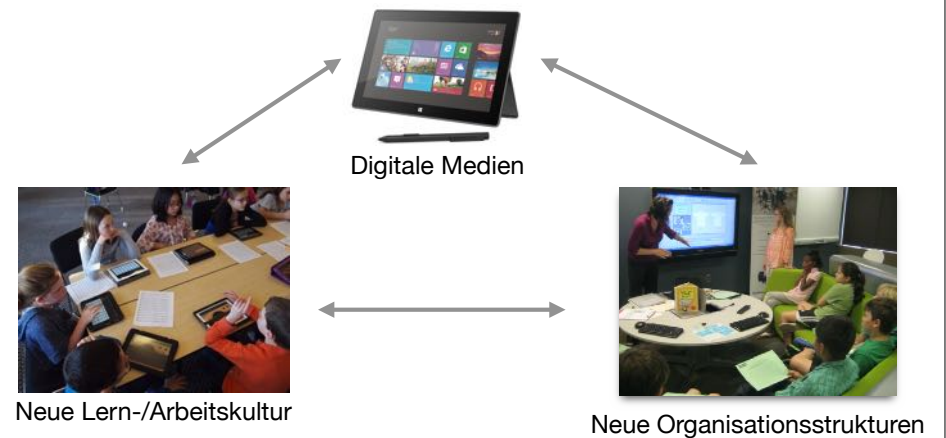 Digitale Medien
Neue Lern-/Arbeitskultur
Neue Organisationsstrukturen